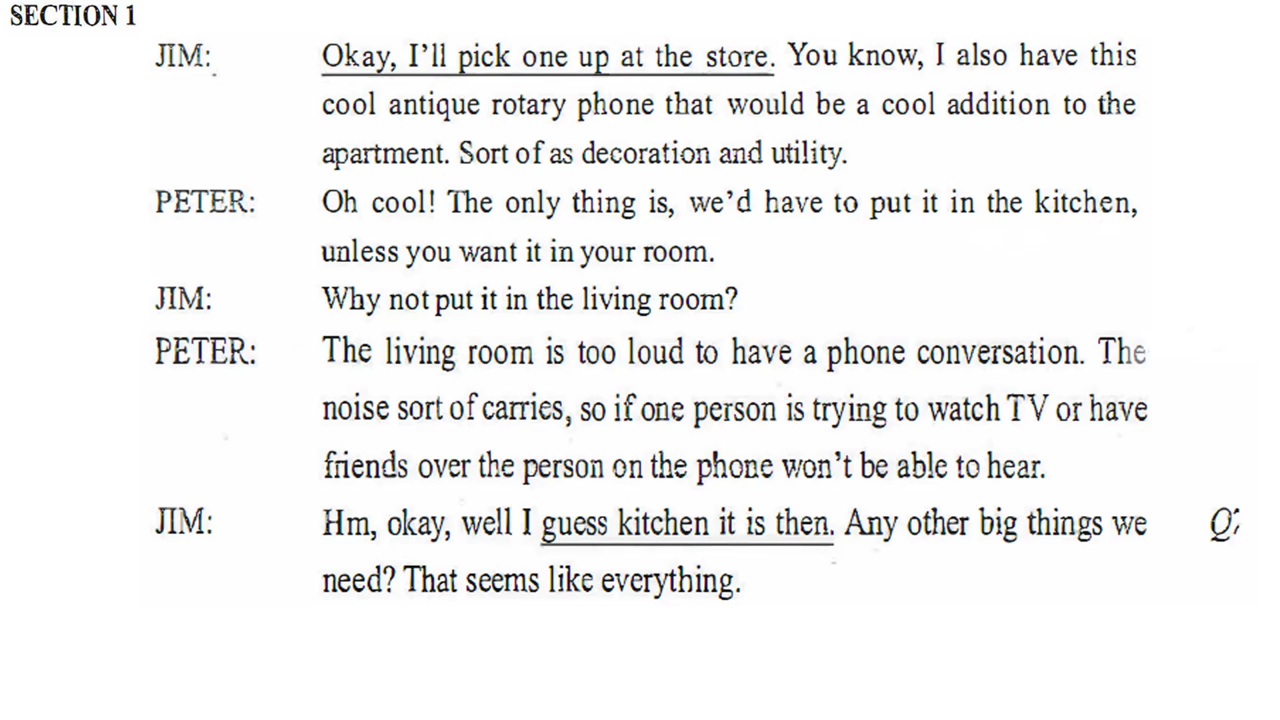 SECTION 1
JIM: Okay, I'll pick one up at the store. You know, I also have this
cool antique rotary phone that would be a cool addition to the
apartment. Sort of as decoration and utility.
PETER: Oh cool! The only thing is, we'd have to put it in the kitchen,
unless you want it in your room.
JIM: Why not put it in the living room?
PETER: The living room is too loud to have a phone conversation. The
noise sort of carries, so if one person is trying to watch TV or have
friends over the person on the phone won't be able to hear.
JIM: Hm, okay, well I guess kitchen it is then. Any other big things we
need? That seems like everything.